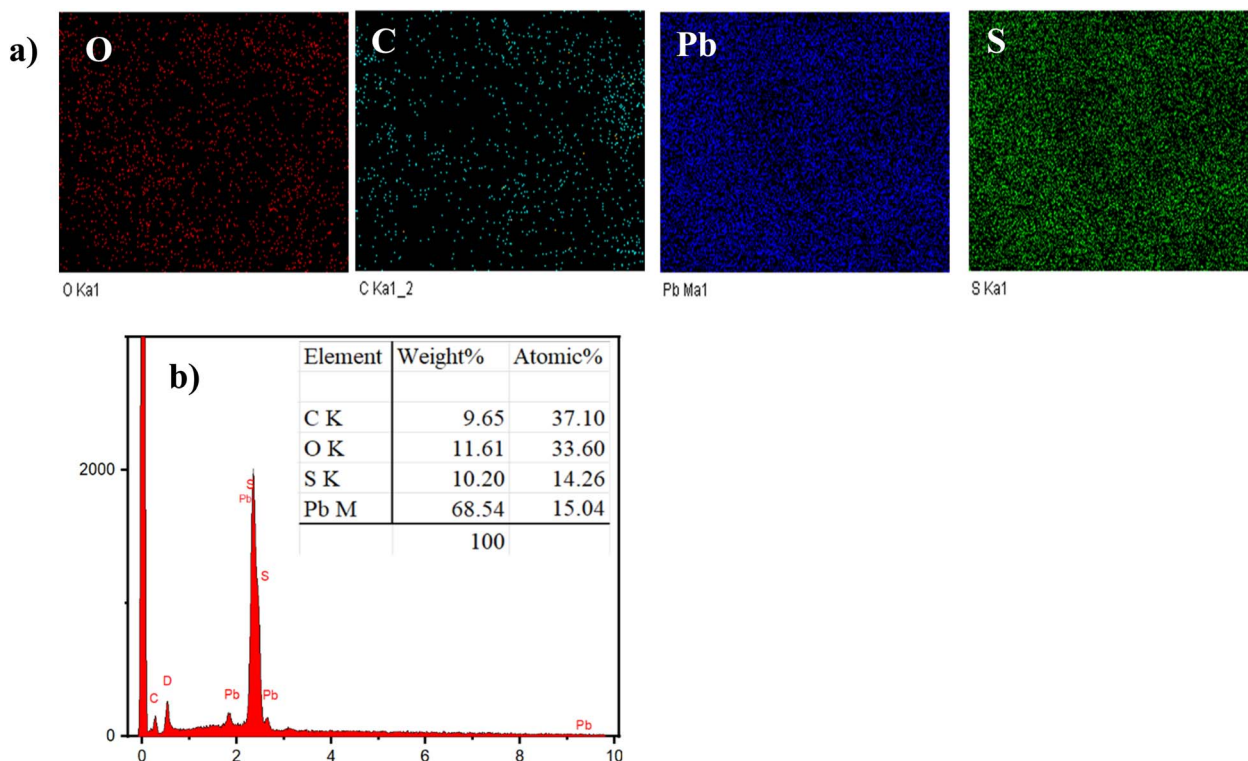 a)
O
C
Pb
S
O Ka1
C Ka1_2
Pb Ma1
S Ka1
b)
Element Weight% Atomic%
C K 9.65 37.10
O K 11.61 33.60
S K 10.20 14.26
Pb M 68.54 15.04
100
2000
0
C
D
Pb
S
Pb
S
Pb
Pb
0 2 4 6 8 10